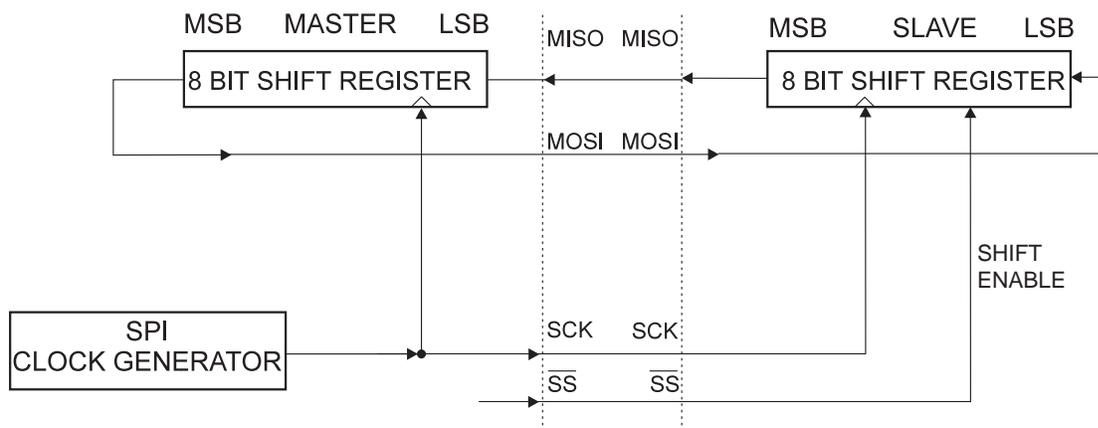 MSB MASTER LSB
MISO MISO
MSB SLAVE LSB
8 BIT SHIFT REGISTER
8 BIT SHIFT REGISTER
MOSI MOSI
SHIFT
ENABLE
SPI
CLOCK GENERATOR
SCK SCK
SS SS